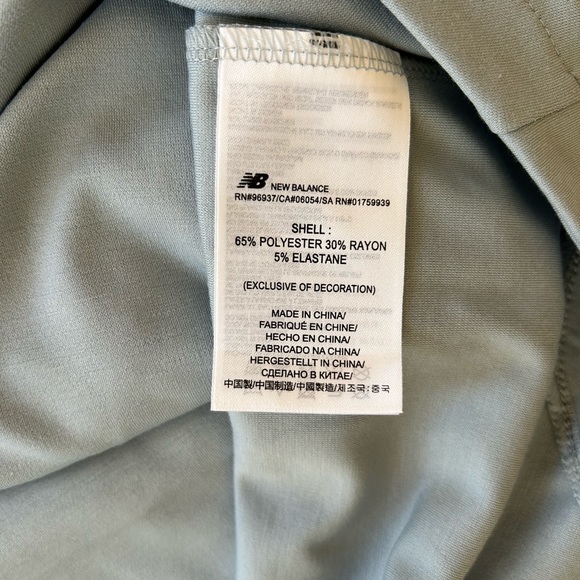 NB NEW BALANCE
RN#96937/CA#06054/SA RN#01759939
SHELL :
65% POLYESTER 30% RAYON
5% ELASTANE
(EXCLUSIVE OF DECORATION)
MADE IN CHINA/
FABRIQUÉ EN CHINE/
HECHO EN CHINA/
FABRICADO NA CHINA/
HERGESTELLT IN CHINA/
СДЕЛАНО В КИТАЕ/
中国製/中国制造/中國製造/제조국:중국